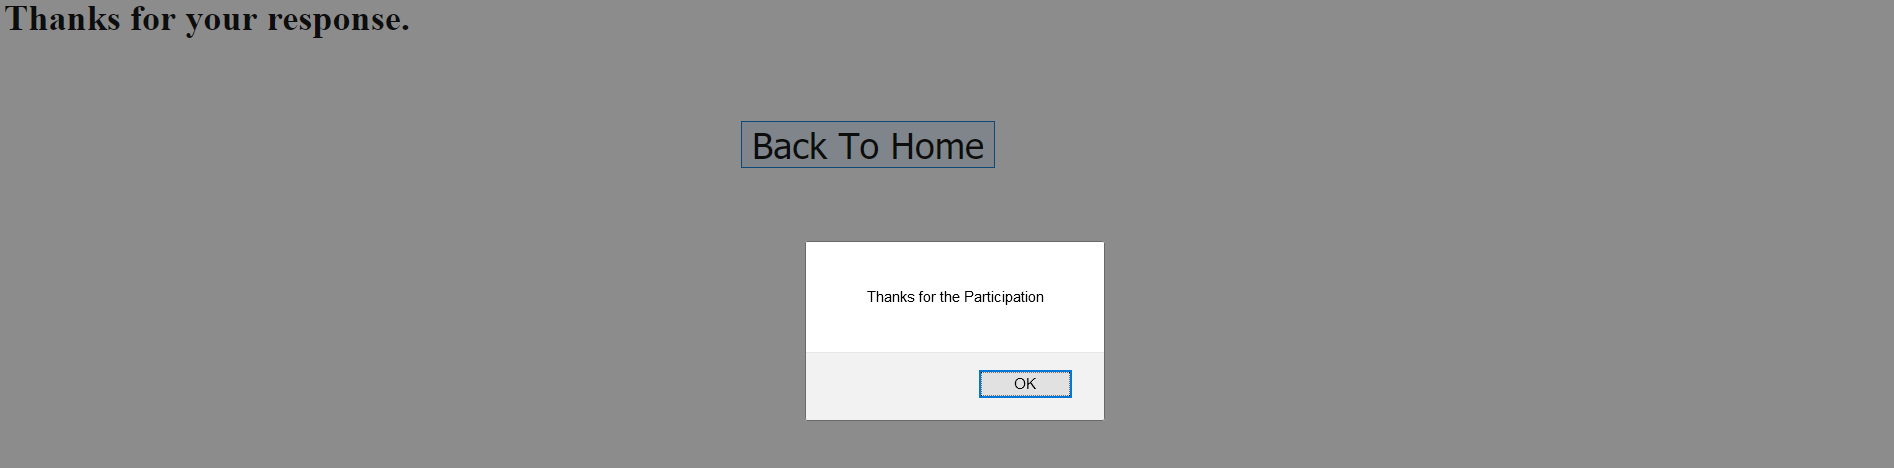 Thanks for your response.
Back To Home
Thanks for the Participation
OK